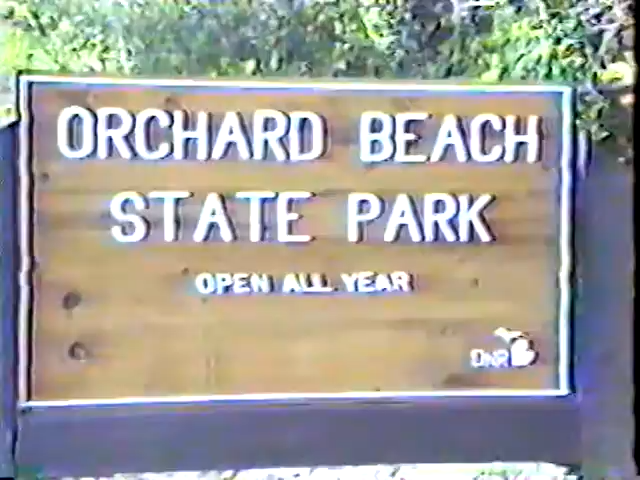 ORCHARD BEACH
STATE PARK
OPEN ALL YEAR
DNR